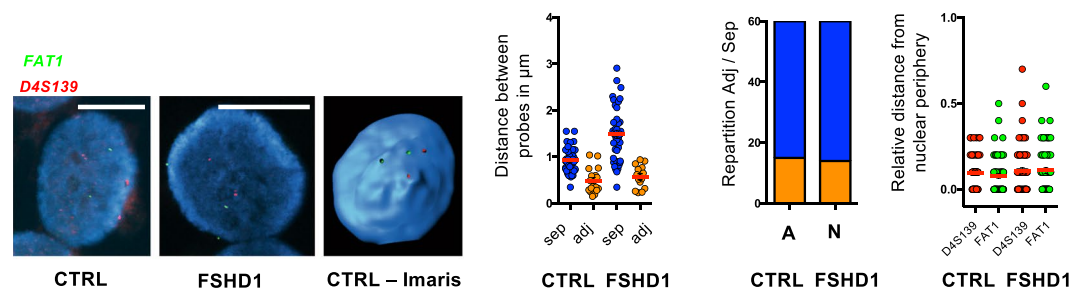 FAT1
D4S139
CTRL
FSHD1
CTRL – Imaris
Distance between
probes in µm
4
3
2
1
0
sep
adj
sep
adj
CTRL FSHD1
Repartition Adj / Sep
60
40
20
0
A
N
CTRL FSHD1
Relative distance from
nuclear periphery
1.0
0.5
0.0
D4S139
FAT1
D4S139
FAT1
CTRL FSHD1